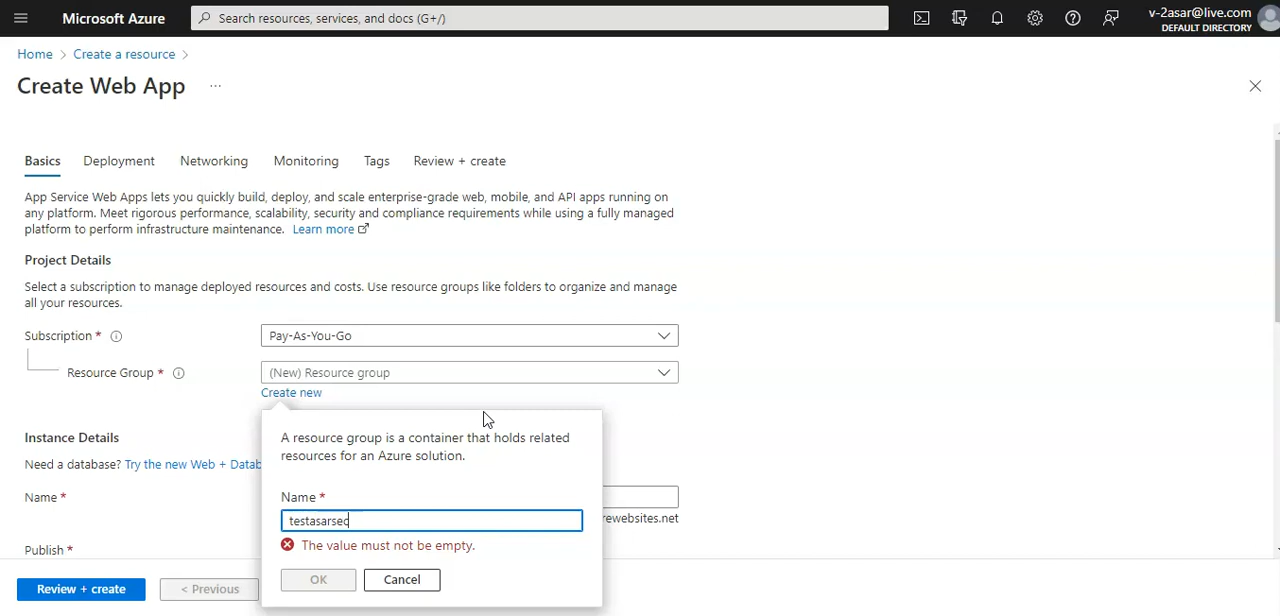 Microsoft Azure
Search resources, services, and docs (G+/)
v-2asar@live.com
DEFAULT DIRECTORY
Home > Create a resource >
Create Web App ...
Basics Deployment Networking Monitoring Tags Review + create
App Service Web Apps lets you quickly build, deploy, and scale enterprise-grade web, mobile, and API apps running on
any platform. Meet rigorous performance, scalability, security and compliance requirements while using a fully managed
platform to perform infrastructure maintenance. Learn more
Project Details
Select a subscription to manage deployed resources and costs. Use resource groups like folders to organize and manage
all your resources.
Subscription * Pay-As-You-Go
Resource Group * (New) Resource group
Create new
A resource group is a container that holds related
resources for an Azure solution.
Name *
testasarsec
The value must not be empty.
OK Cancel
Instance Details
Need a database? Try the new Web + Datab
Name *
rewebsites.net
Publish *
Review + create < Previous